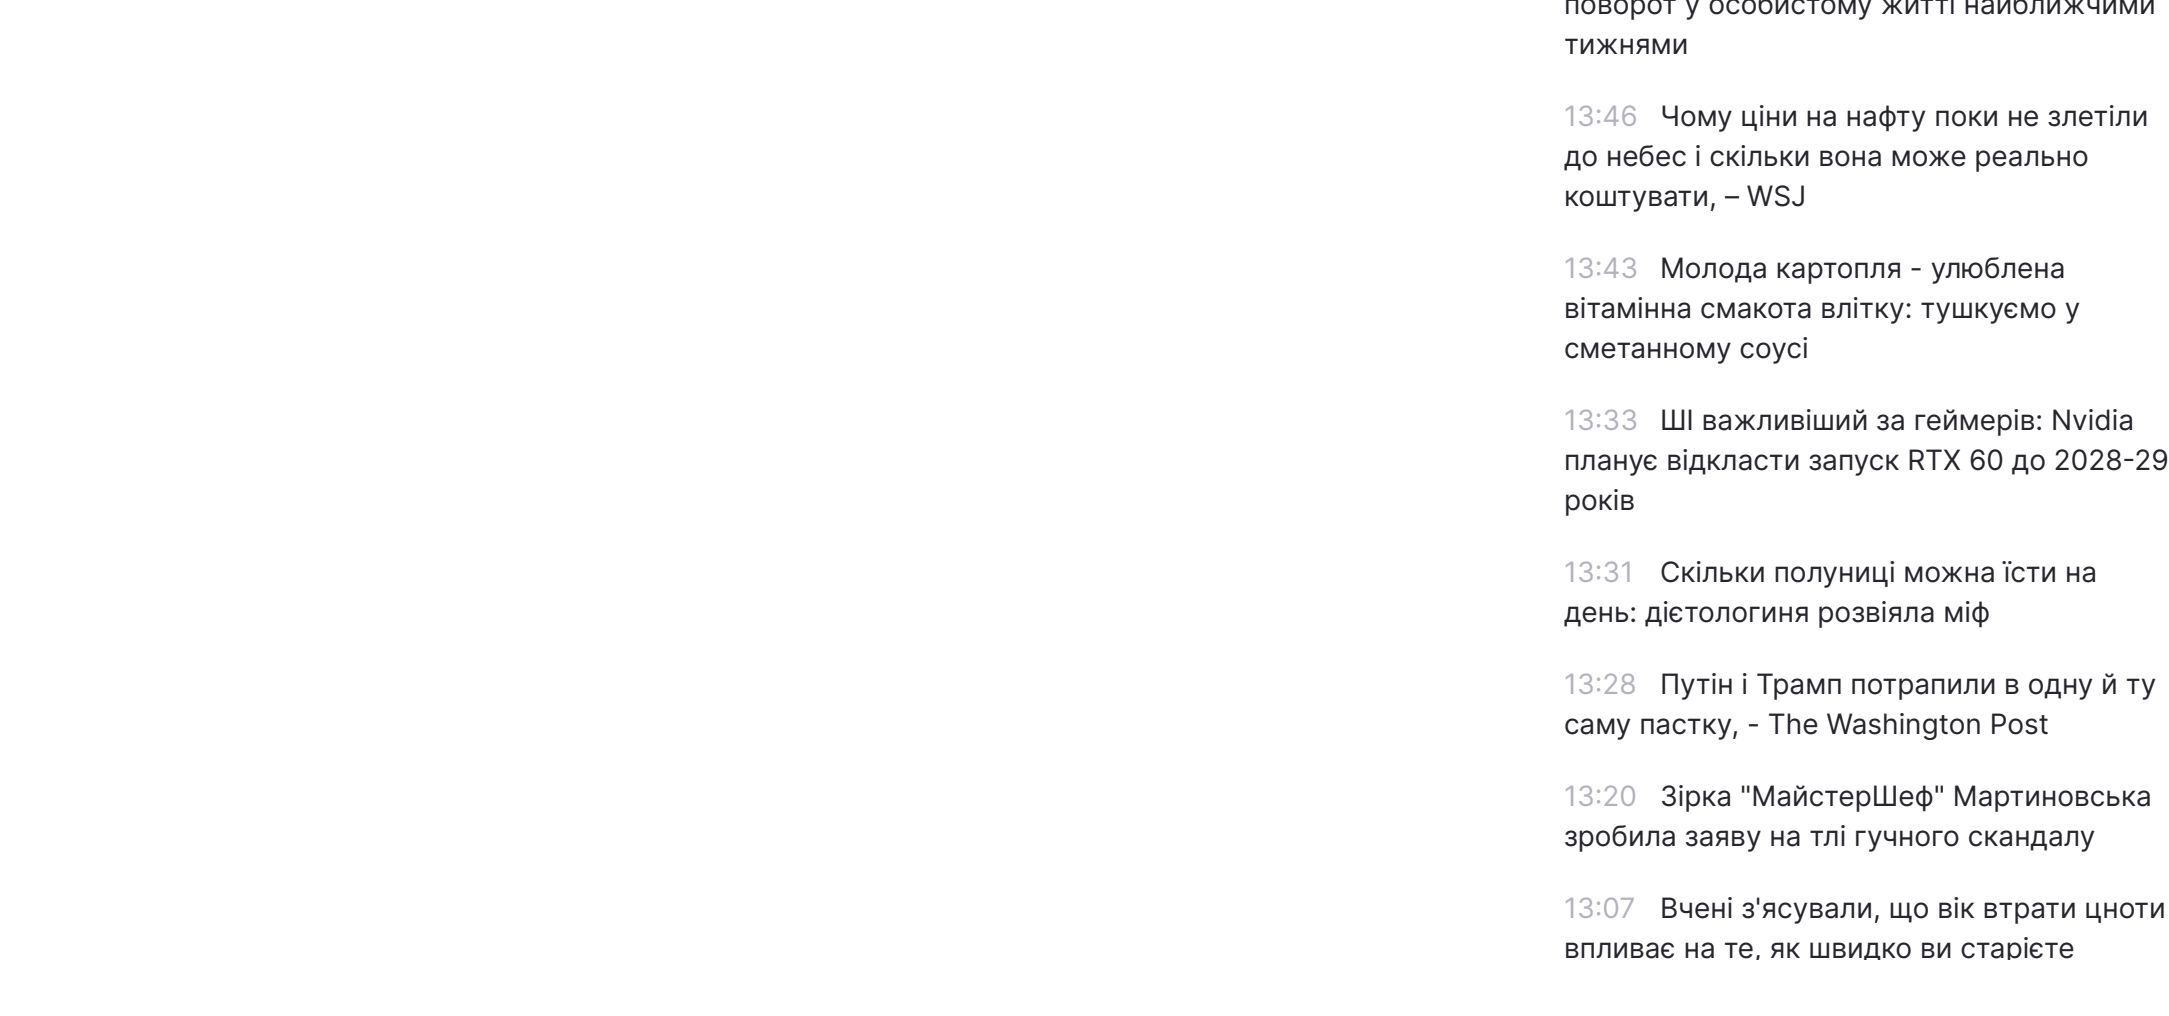 поворот у особистому житті найближчими
тижнями
13:46 Чому ціни на нафту поки не злетіли
до небес і скільки вона може реально
коштувати, – WSJ
13:43 Молода картопля - улюблена
вітамінна смакота влітку: тушкуємо у
сметанному соусі
13:33 ШІ важливіший за геймерів: Nvidia
планує відкласти запуск RTX 60 до 2028-29
років
13:31 Скільки полуниці можна їсти на
день: дієтологиня розвіяла міф
13:28 Путін і Трамп потрапили в одну й ту
саму пастку, - The Washington Post
13:20 Зірка "МайстерШеф" Мартиновська
зробила заяву на тлі гучного скандалу
13:07 Вчені з'ясували, що вік втрати цноти
впливає на те, як швидко ви старієте